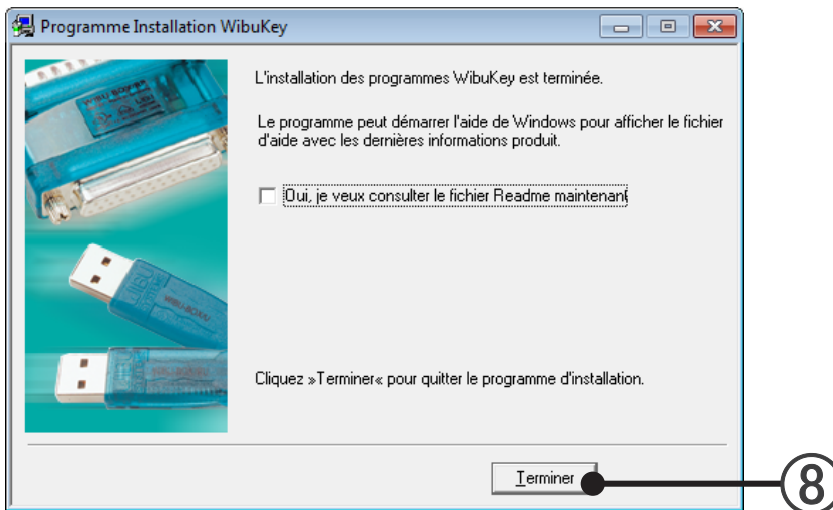 Programme Installation WibuKey
L'installation des programmes WibuKey est terminée.
Le programme peut démarrer l'aide de Windows pour afficher le fichier
d'aide avec les dernières informations produit.
Oui, je veux consulter le fichier Readme maintenant
Cliquez »Terminer« pour quitter le programme d'installation.
Terminer
8